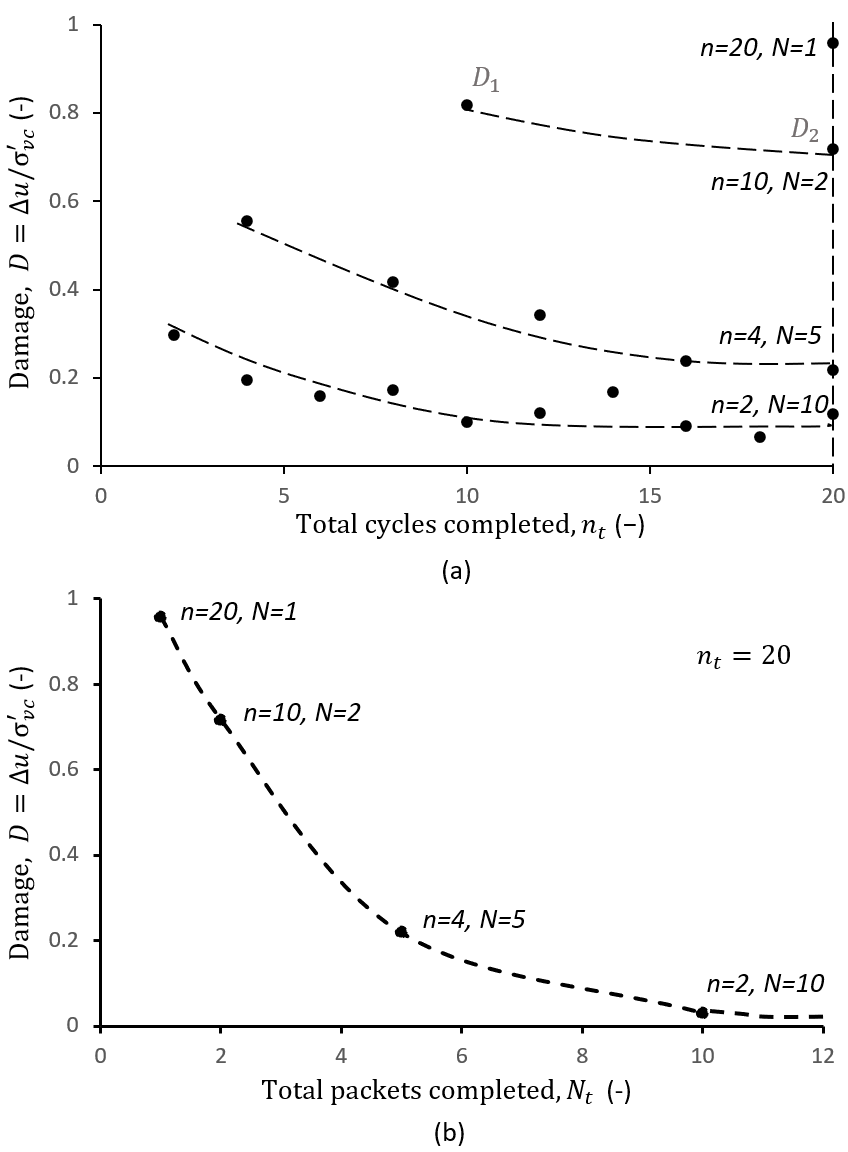 1
0.8
0.6
0.4
0.2
0
Damage, D = Δu/σ′vc (-)
n=20, N=1
D1
D2
n=10, N=2
n=4, N=5
n=2, N=10
0 5 10 15 20
Total cycles completed, nt (−)
(a)
1
0.8
0.6
0.4
0.2
0
Damage, D = Δu/σ′vc (-)
n=20, N=1
nt = 20
n=10, N=2
n=4, N=5
n=2, N=10
0 2 4 6 8 10 12
Total packets completed, Nt (-)
(b)